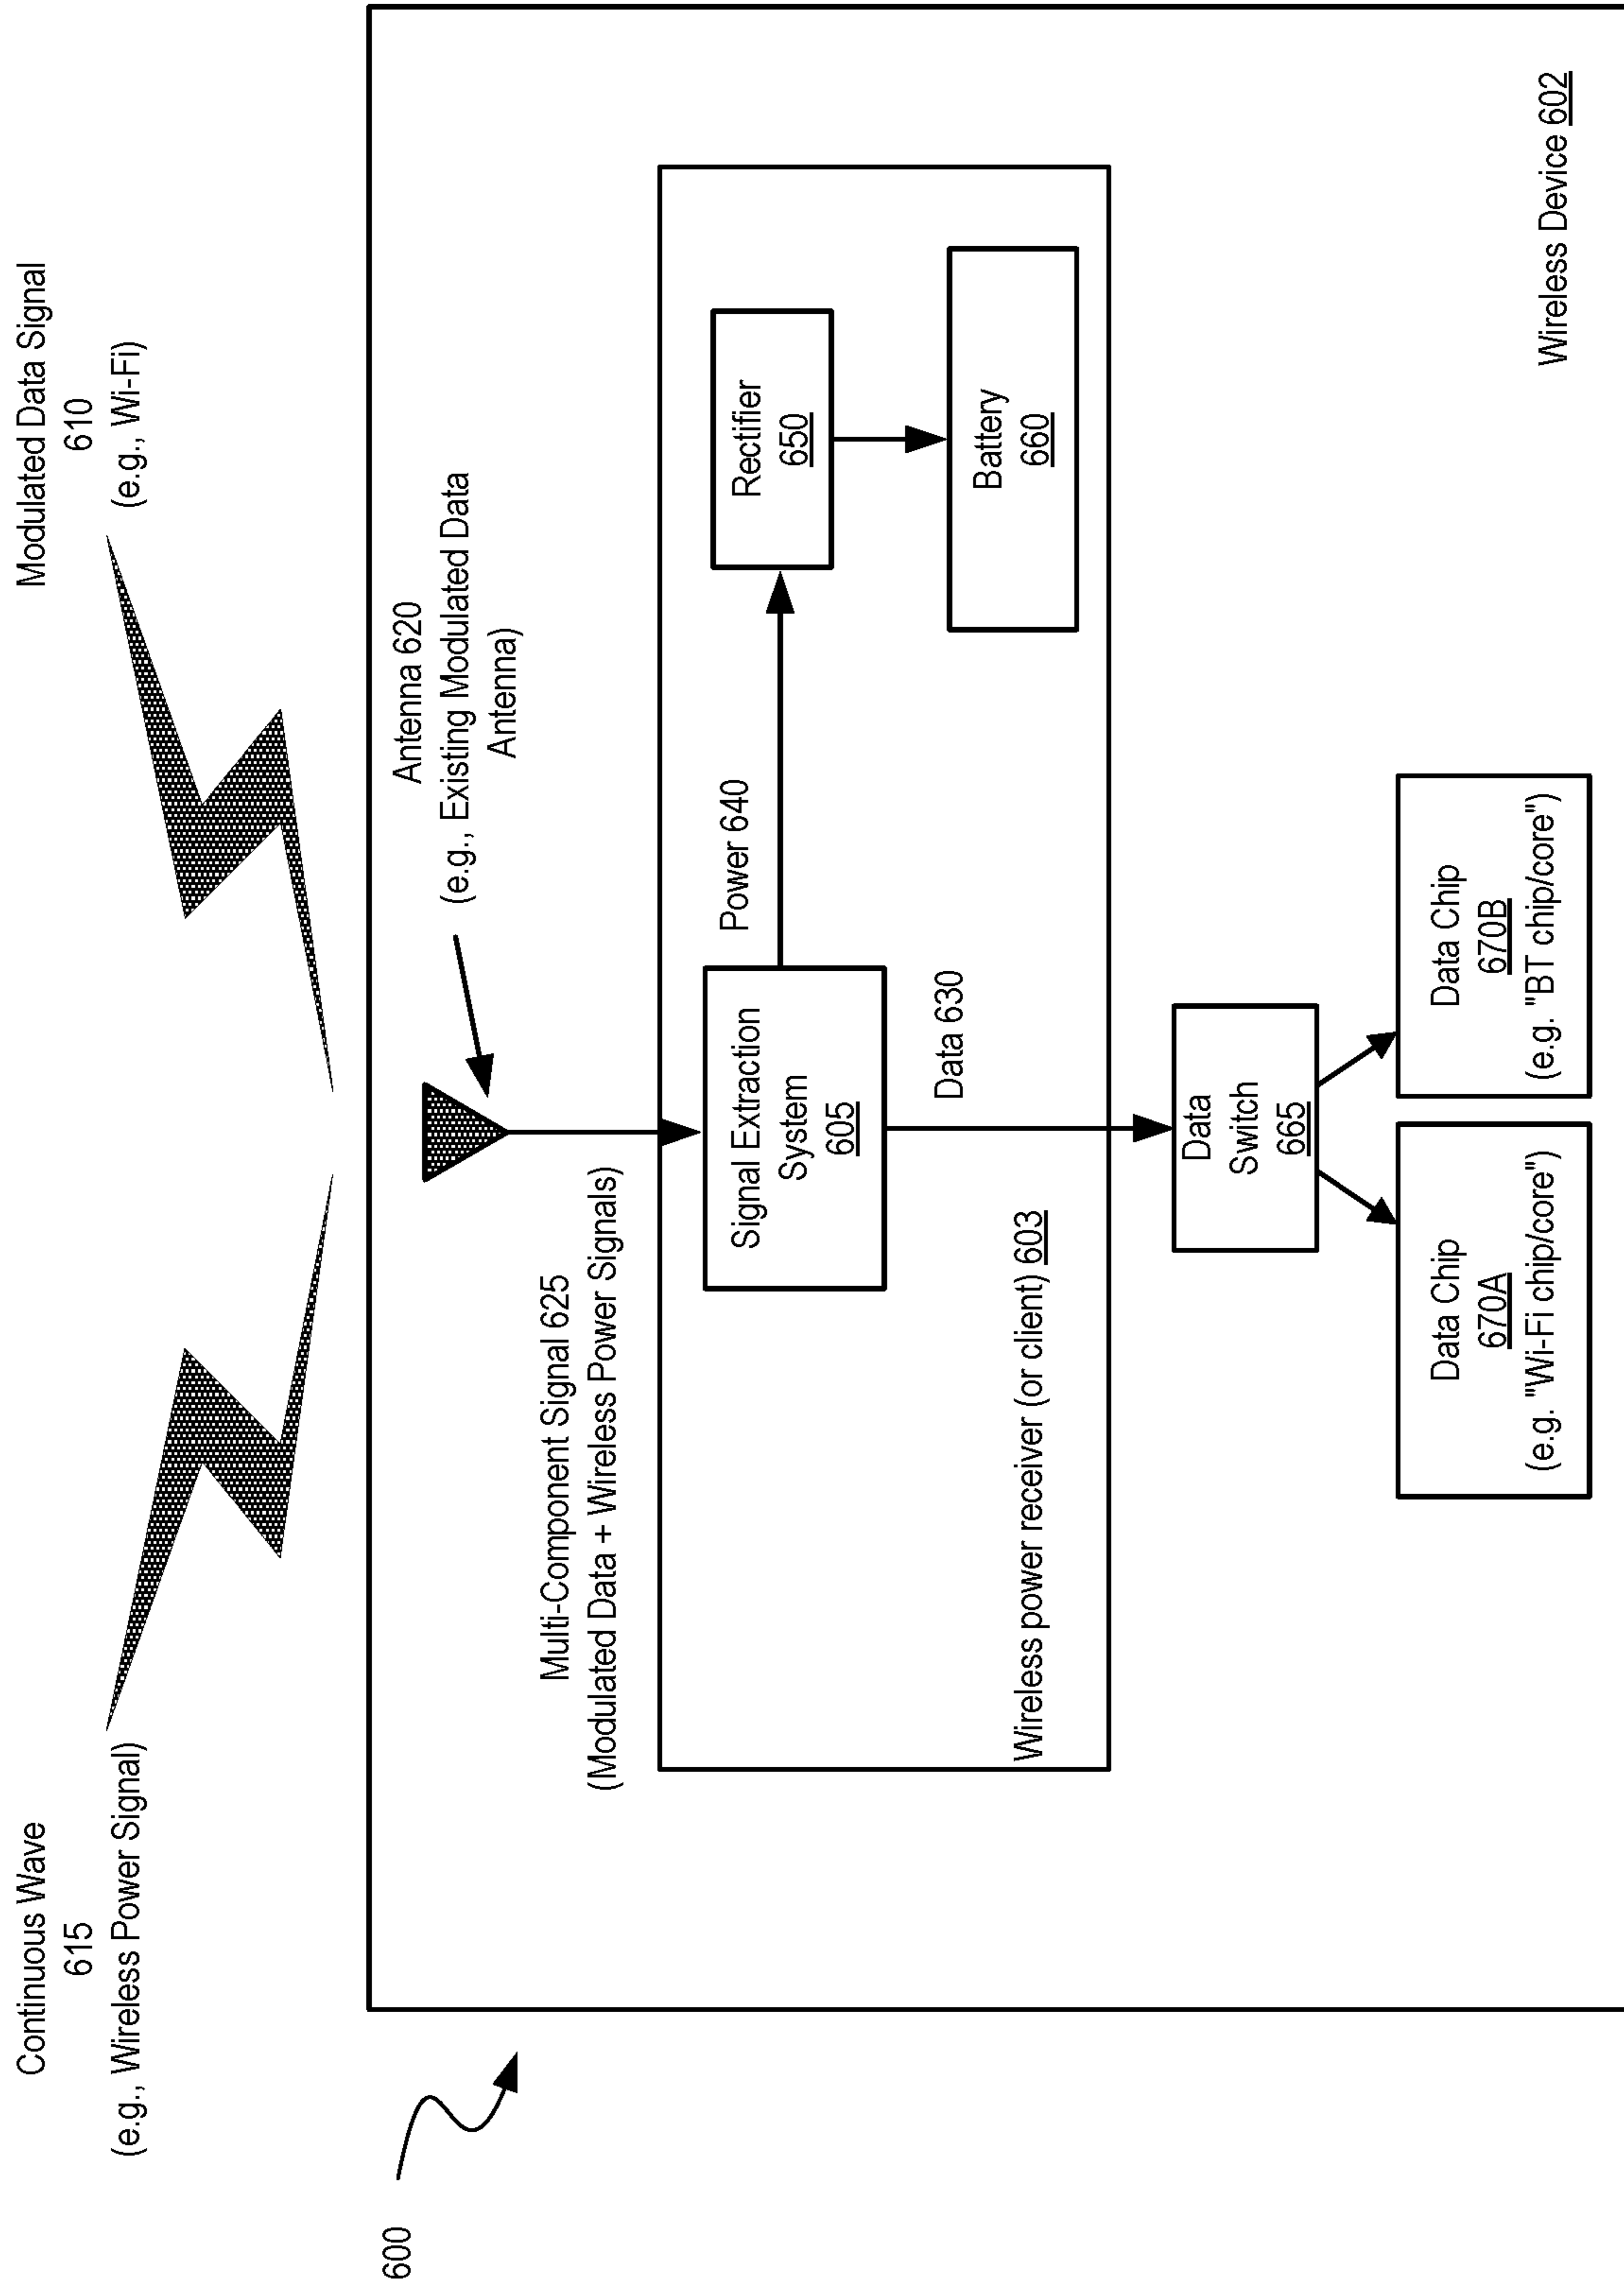 Continuous Wave
615
(e.g., Wireless Power Signal)
Modulated Data Signal
610
(e.g., Wi-Fi)
600
Antenna 620
(e.g., Existing Modulated Data
Antenna)
Multi-Component Signal 625
(Modulated Data + Wireless Power Signals)
Signal Extraction
System
605
Power 640
Rectifier
650
Battery
660
Data 630
Wireless power receiver (or client) 603
Data
Switch
665
Data Chip
670A
(e.g. "Wi-Fi chip/core")
Data Chip
670B
(e.g. "BT chip/core")
Wireless Device 602